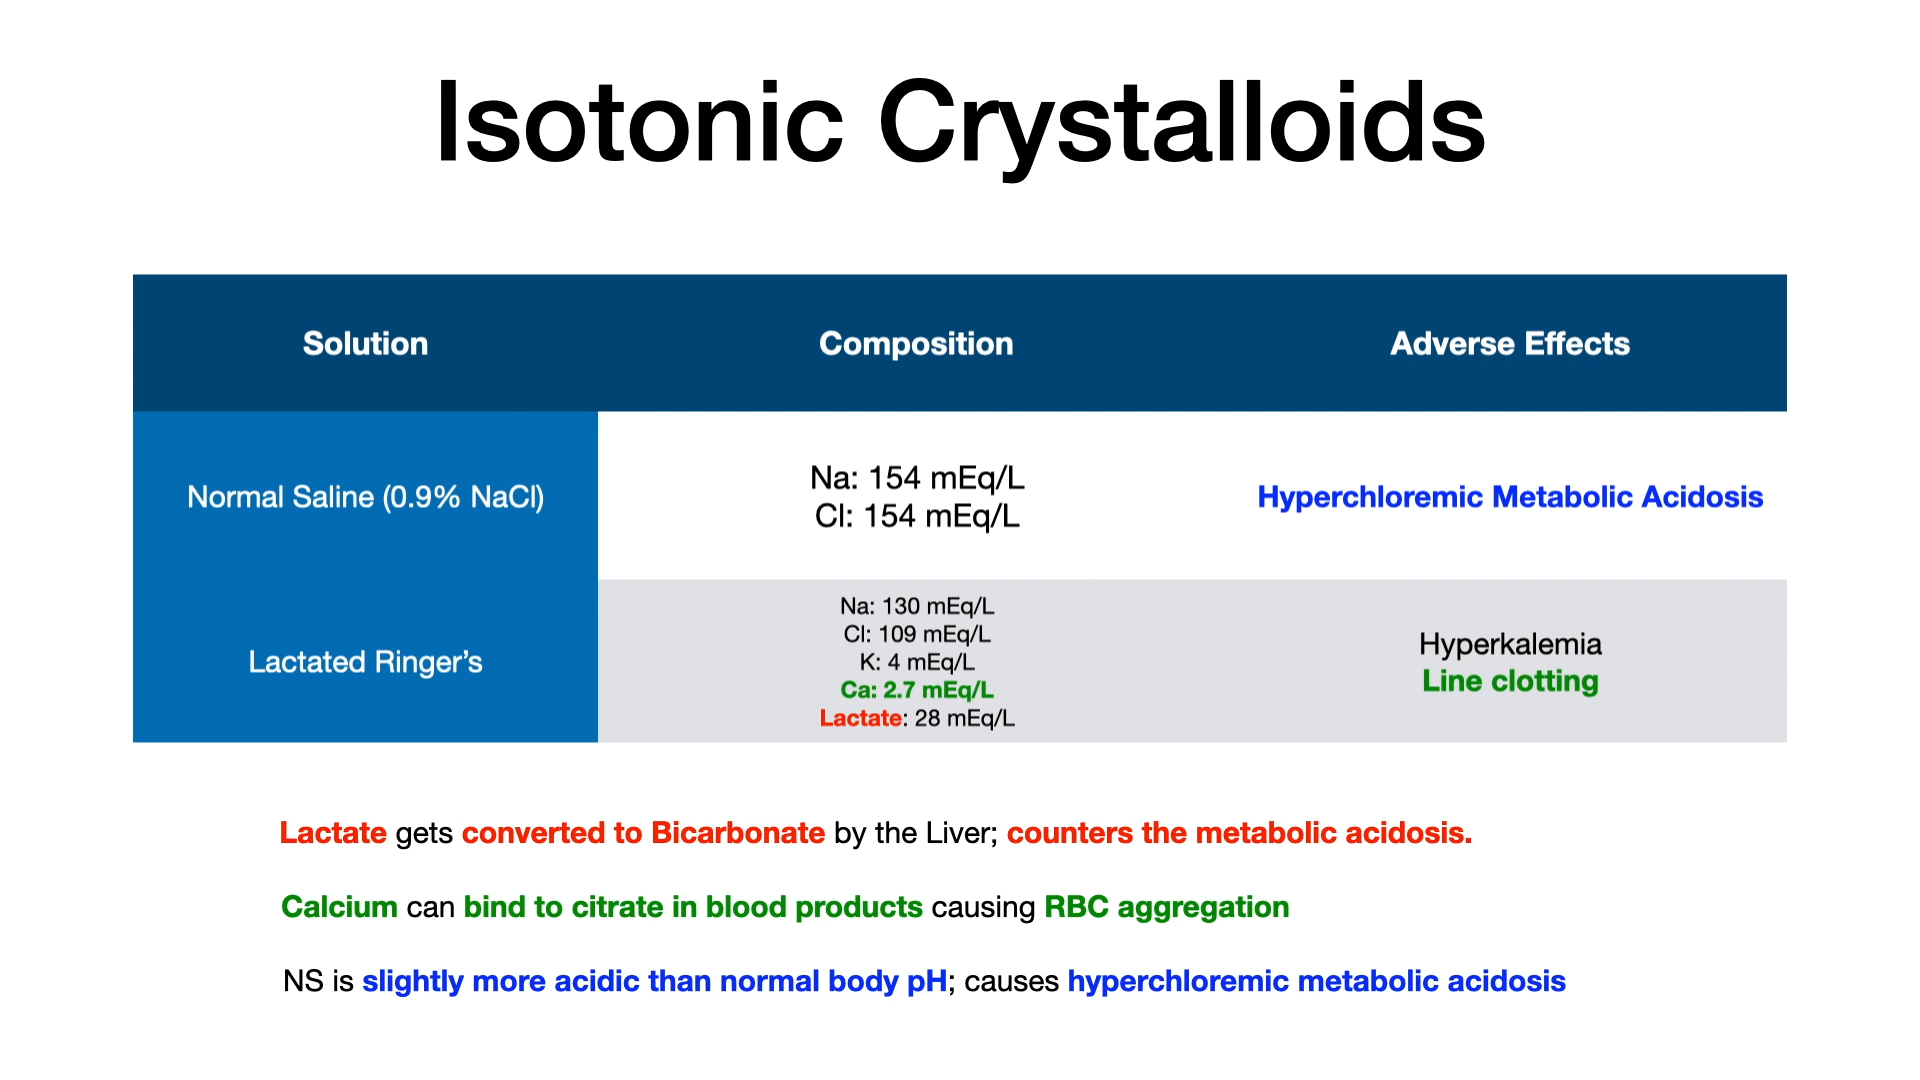 Isotonic Crystalloids
Solution Composition Adverse Effects
Normal Saline (0.9% NaCl)
Na: 154 mEq/L
Cl: 154 mEq/L
Hyperchloremic Metabolic Acidosis
Lactated Ringer’s
Na: 130 mEq/L
Cl: 109 mEq/L
K: 4 mEq/L
Ca: 2.7 mEq/L
Lactate: 28 mEq/L
Hyperkalemia
Line clotting
Lactate gets converted to Bicarbonate by the Liver; counters the metabolic acidosis.
Calcium can bind to citrate in blood products causing RBC aggregation
NS is slightly more acidic than normal body pH; causes hyperchloremic metabolic acidosis